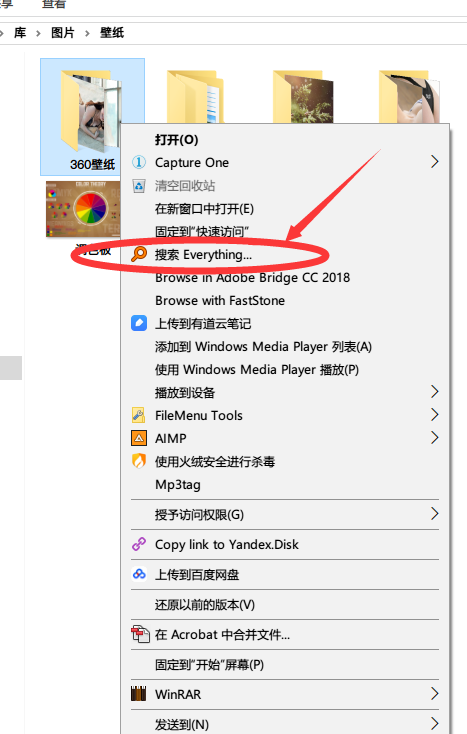 查看
库 › 图片 › 壁纸
360壁纸
COLOR THEORY
打开(O)
Capture One
清空回收站
在新窗口中打开(E)
固定到"快速访问"
搜索 Everything...
Browse in Adobe Bridge CC 2018
Browse with FastStone
上传到有道云笔记
添加到 Windows Media Player 列表(A)
使用 Windows Media Player 播放(P)
播放到设备
FileMenu Tools
AIMP
使用火绒安全进行杀毒
Mp3tag
授予访问权限(G)
Copy link to Yandex.Disk
上传到百度网盘
还原以前的版本(V)
在 Acrobat 中合并文件...
固定到"开始"屏幕(P)
WinRAR
发送到(N)